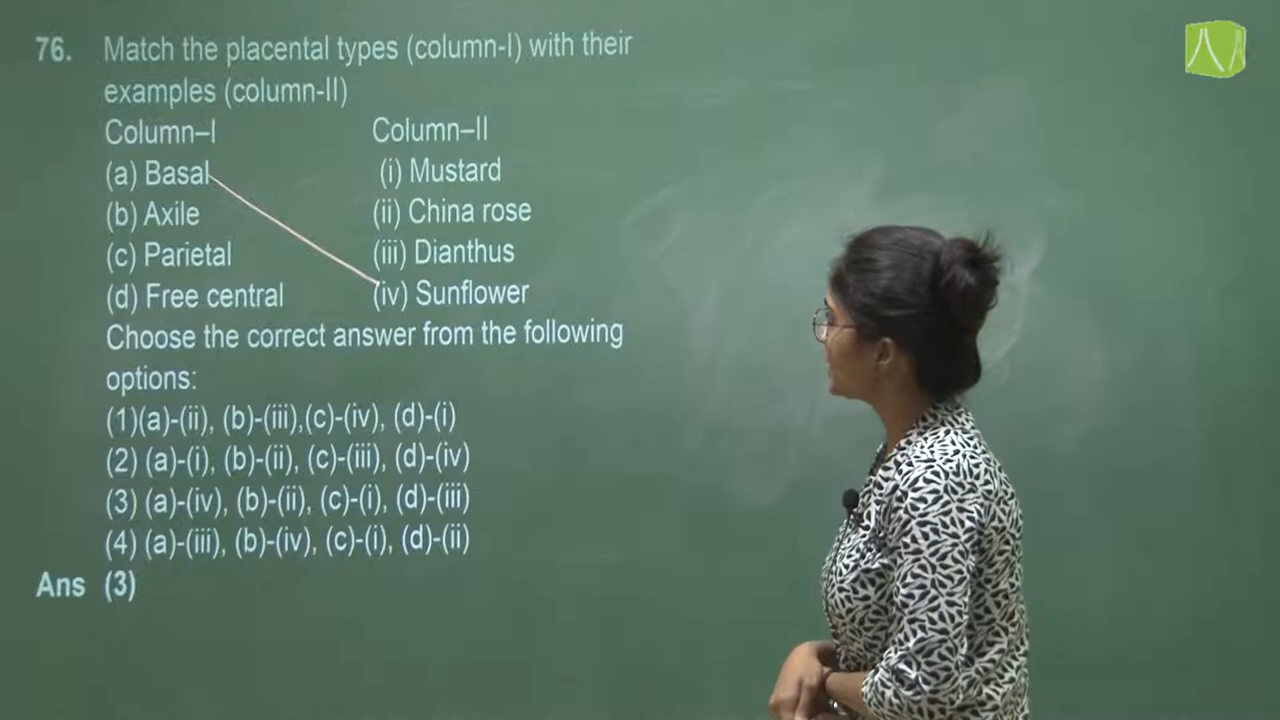 76. Match the placental types (column-I) with their
examples (column-II)
Column–I Column–II
(a) Basal (i) Mustard
(b) Axile (ii) China rose
(c) Parietal (iii) Dianthus
(d) Free central (iv) Sunflower
Choose the correct answer from the following
options:
(1)(a)-(ii), (b)-(iii),(c)-(iv), (d)-(i)
(2) (a)-(i), (b)-(ii), (c)-(iii), (d)-(iv)
(3) (a)-(iv), (b)-(ii), (c)-(i), (d)-(iii)
(4) (a)-(iii), (b)-(iv), (c)-(i), (d)-(ii)
Ans (3)